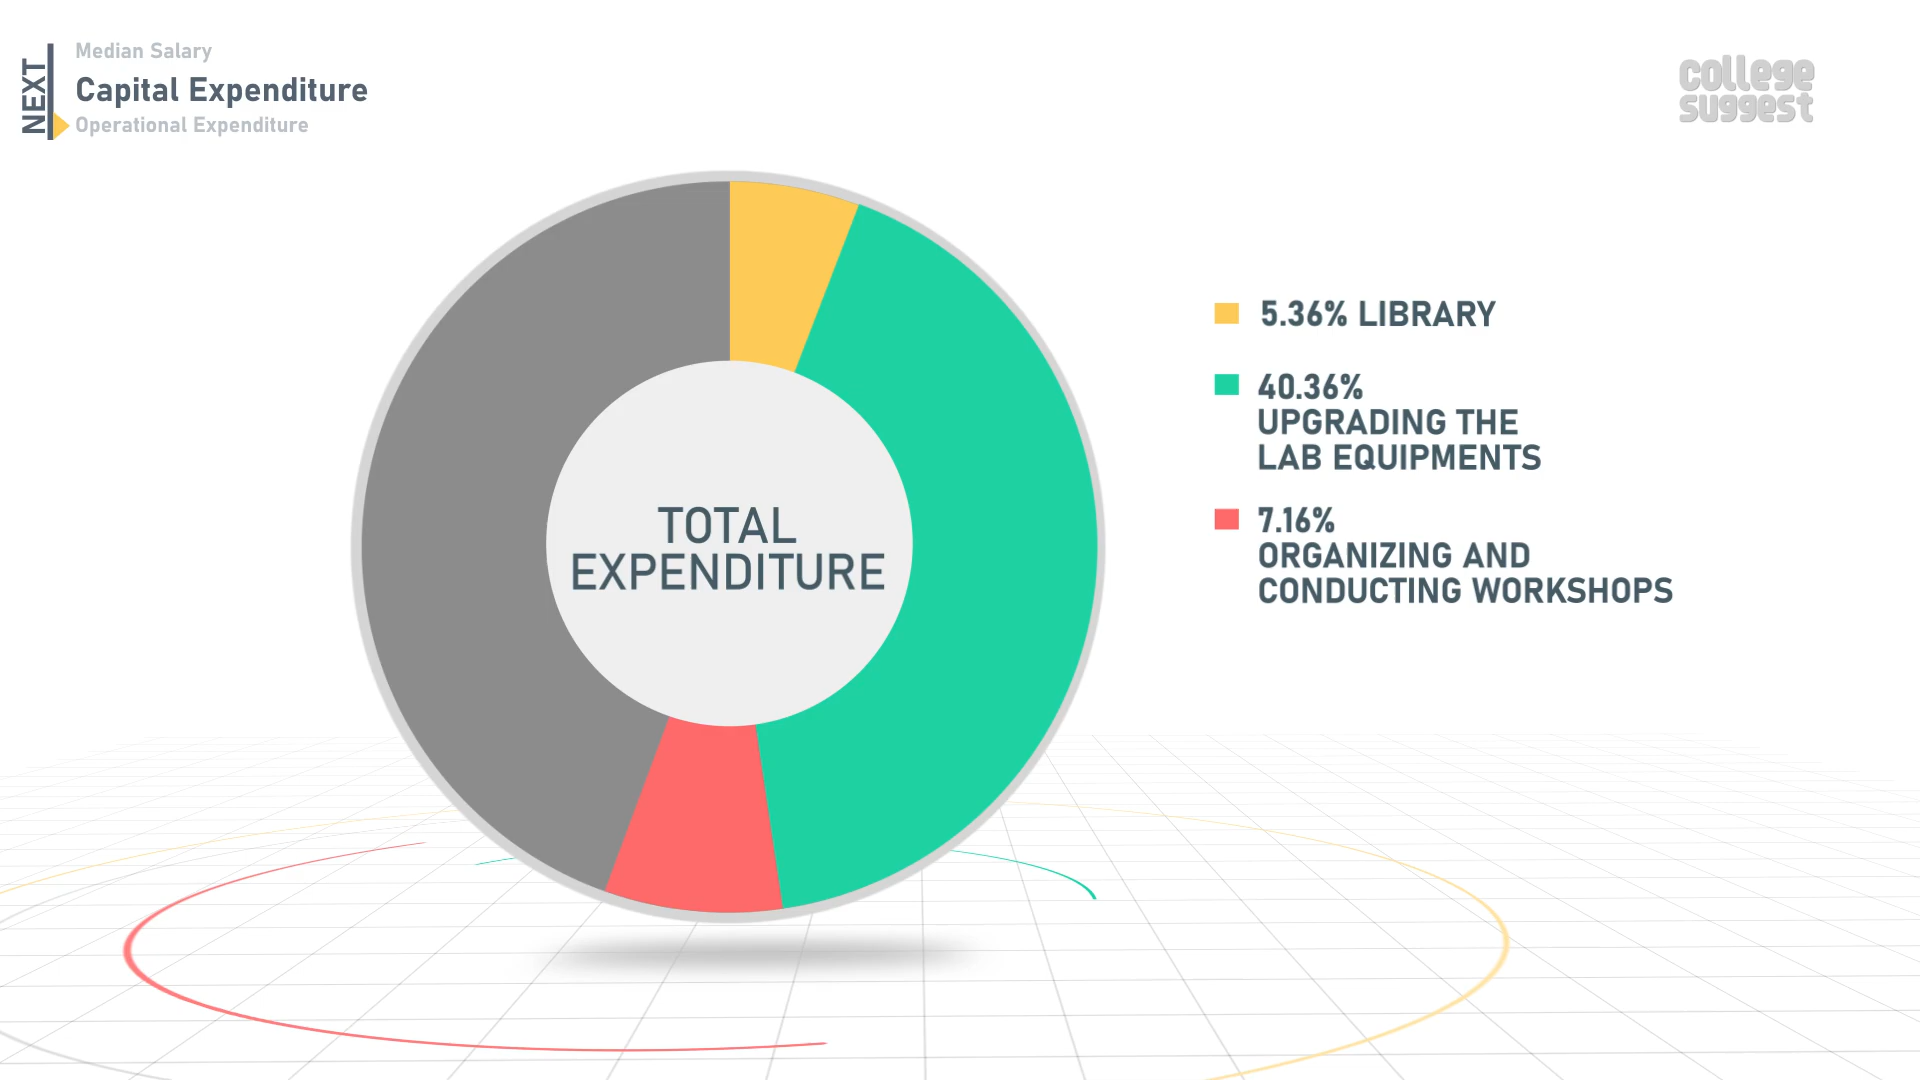 NEXT
Median Salary
Capital Expenditure
Operational Expenditure
college
suggest
TOTAL
EXPENDITURE
5.36% LIBRARY
40.36%
UPGRADING THE
LAB EQUIPMENTS
7.16%
ORGANIZING AND
CONDUCTING WORKSHOPS